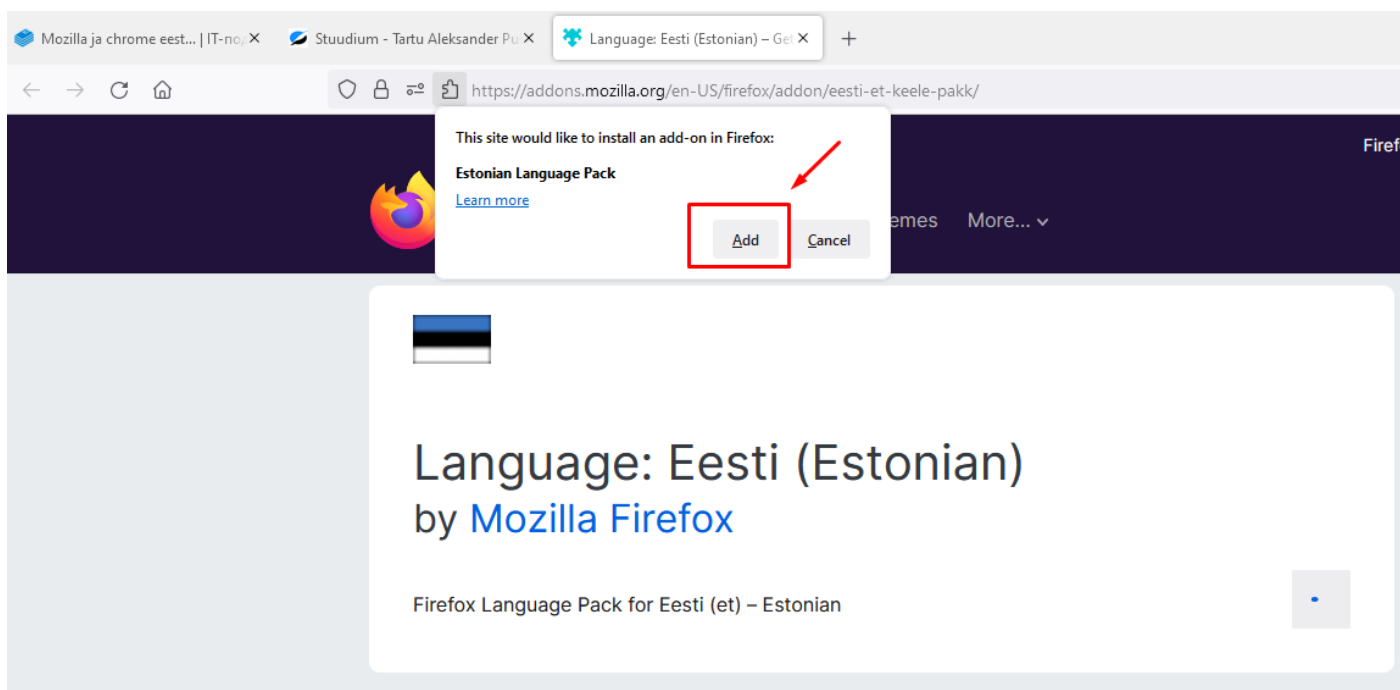 Mozilla ja chrome eest... | IT-по
Stuudium - Tartu Aleksander Pu
Language: Eesti (Estonian) – Get
https://addons.mozilla.org/en-US/firefox/addon/eesti-et-keele-pakk/
This site would like to install an add-on in Firefox:
Estonian Language Pack
Learn more
Add Cancel
Firef
emes More...
Language: Eesti (Estonian)
by Mozilla Firefox
Firefox Language Pack for Eesti (et) – Estonian